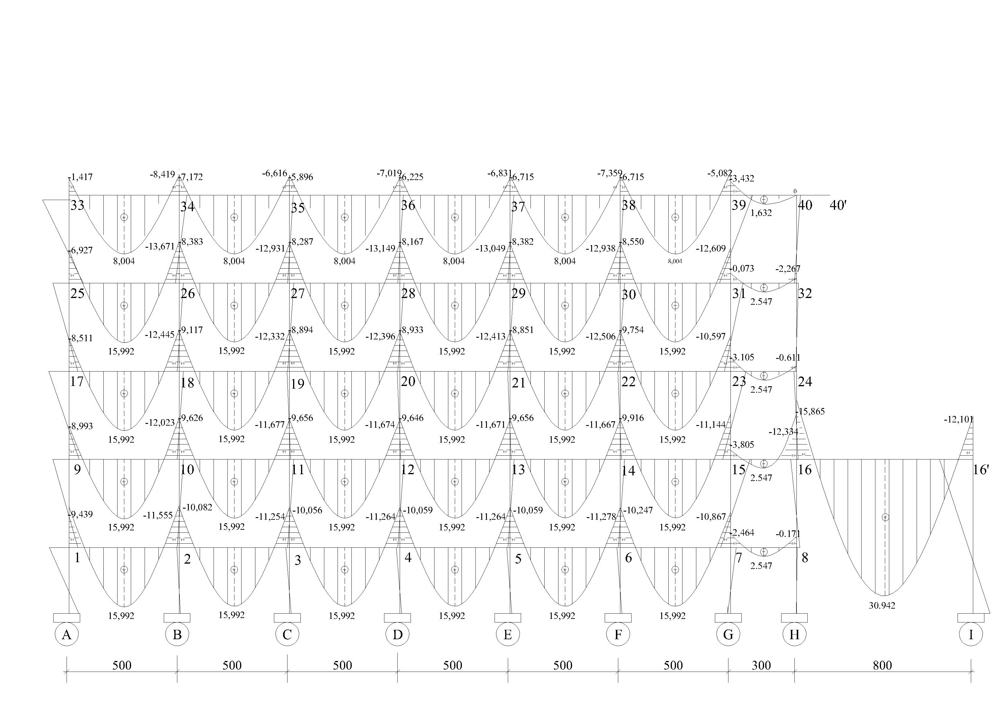 -1,417 -8,419 -7,172 -6,616 -5,896 -7,019 -6,225 -6,831 -6,715 -7,359 -6,715 -5,082 -3,432
0
33 34 35 36 37 38 39 40 40'
1,632
-6,927 -13,671 -8,383 -12,931 -8,287 -13,149 -8,167 -13,049 -8,382 -12,938 -8,550 -12,609
8,004 8,004 8,004 8,004 8,004 8,004
-0,073 -2,267
25 26 27 28 29 30 31 32
2.547
-8,511 -12,445 -9,117 -12,332 -8,894 -12,396 -8,933 -12,413 -8,851 -12,506 -9,754 -10,597
15,992 15,992 15,992 15,992 15,992 15,992
-3.105 -0.611
17 18 19 20 21 22 23 24
2.547
-15,865
-8,993 -12,023 -9,626 -11,677 -9,656 -11,674 -9,646 -11,671 -9,656 -11,667 -9,916 -11,144 -12,334 -12,101
15,992 15,992 15,992 15,992 15,992 15,992
-3,805
9 10 11 12 13 14 15 16 16'
2.547
-9,439 -11,555 -10,082 -11,254 -10,056 -11,264 -10,059 -11,264 -10,059 -11,278 -10,247 -10,867
15,992 15,992 15,992 15,992 15,992 15,992
-2,464 -0.171
1 2 3 4 5 6 7 8
2.547
30.942
15,992 15,992 15,992 15,992 15,992 15,992
A B C D E F G H I
500 500 500 500 500 500 300 800